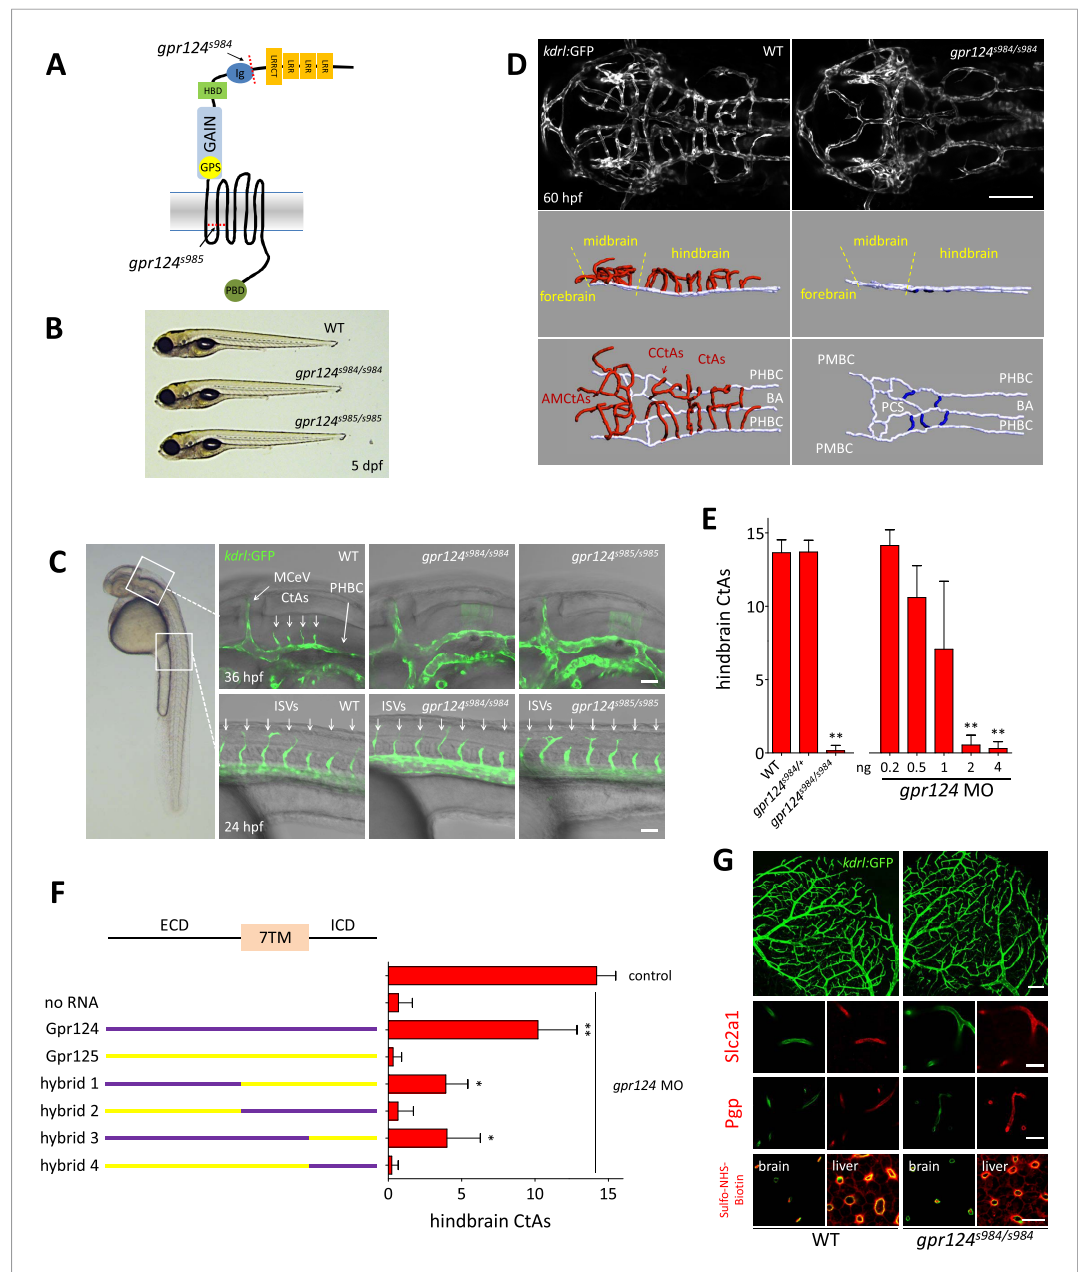 A
gpr124s984
Ig
LRRCT
LRR
LRR
LRR
HBD
GAIN
GPS
gpr124s985
PBD
B
WT
gpr124s984/s984
gpr124s985/s985
5 dpf
C
kdrl:GFP
WT
MCeV
CtAs
PHBC
36 hpf
gpr124s984/s984
gpr124s985/s985
ISVs
WT
24 hpf
ISVs
gpr124s984/s984
ISVs
gpr124s985/s985
D
kdrl:GFP
WT
60 hpf
gpr124s984/s984
midbrain
hindbrain
forebrain
midbrain
hindbrain
forebrain
CCtAs
CtAs
AMCtAs
PHBC
BA
PHBC
PMBC
PCS
PMBC
PHBC
BA
PHBC
E
hindbrain CtAs
15
10
5
0
**
**
**
WT
gpr124s984/+
gpr124s984/s984
ng
0.2
0.5
1
2
4
gpr124 MO
F
ECD
7TM
ICD
control
no RNA
Gpr124
**
Gpr125
hybrid 1
*
gpr124 MO
hybrid 2
hybrid 3
*
hybrid 4
0
5
10
15
hindbrain CtAs
G
kdrl:GFP
Slc2a1
Pgp
Sulfo-NHS-
Biotin
brain
liver
brain
liver
WT
gpr124s984/s984